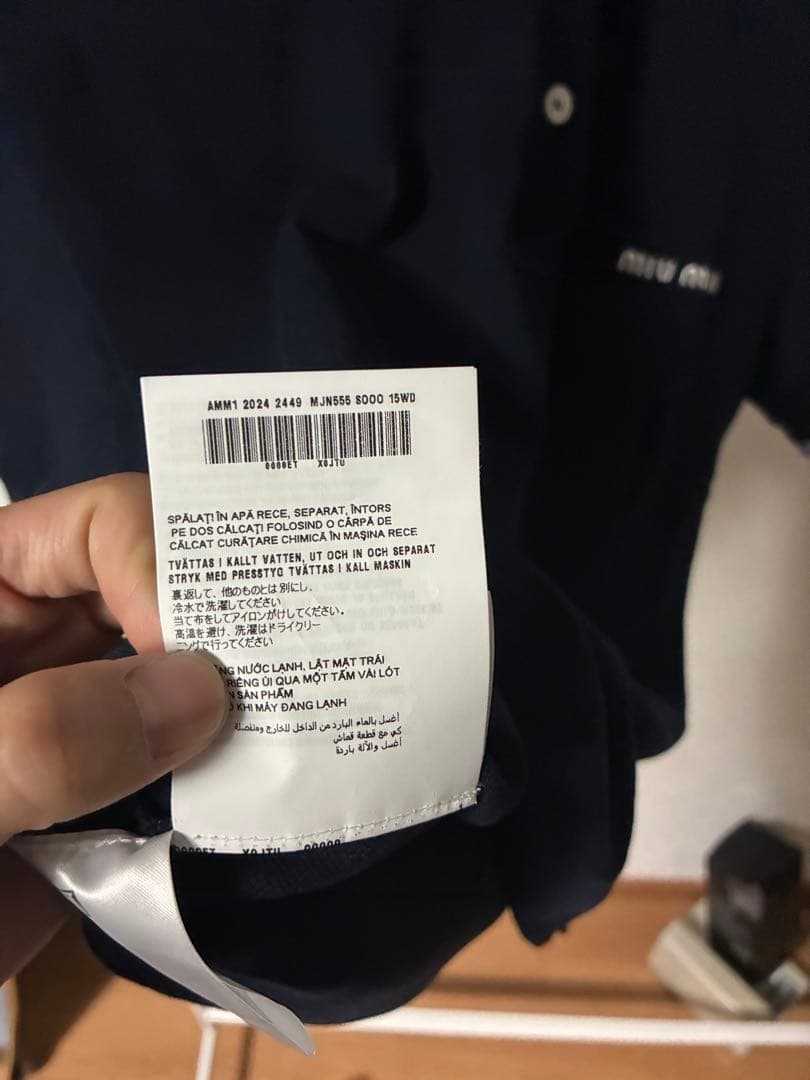 MIU MI
AMM1 2024 2449 MJN555 SOOO 15WD
X0JTU
SPĂLAȚI ÎN APĂ RECE, SEPARAT, ÎNTORS
PE DOS CĂLCAȚI FOLOSIND O CÂRPĂ DE
CĂLCAT CURĂȚARE CHIMICĂ ÎN MAȘINA RECE
TVÄTTAS I KALLT VATTEN, UT OCH IN OCH SEPARAT
STRYK MED PRESSTYG TVÄTTAS I KALL MASKIN
裏返して、他のものとは別にし、
冷水で洗濯してください
当て布をしてアイロンがけしてください。
高温を避け、洗濯はドライクリー
ニングで行ってください
NƯỚC LẠNH, LẬT MẶT TRÁI
RIÊNG ỦI QUA MỘT TẤM VẢI LÓT
SẢN PHẨM
KHI MÁY ĐANG LẠNH
أغسل بالماء البارد من الداخل للخارج ومنفصلة
كي مع قطعة قماش
أغسل والآلة باردة
X0JTU